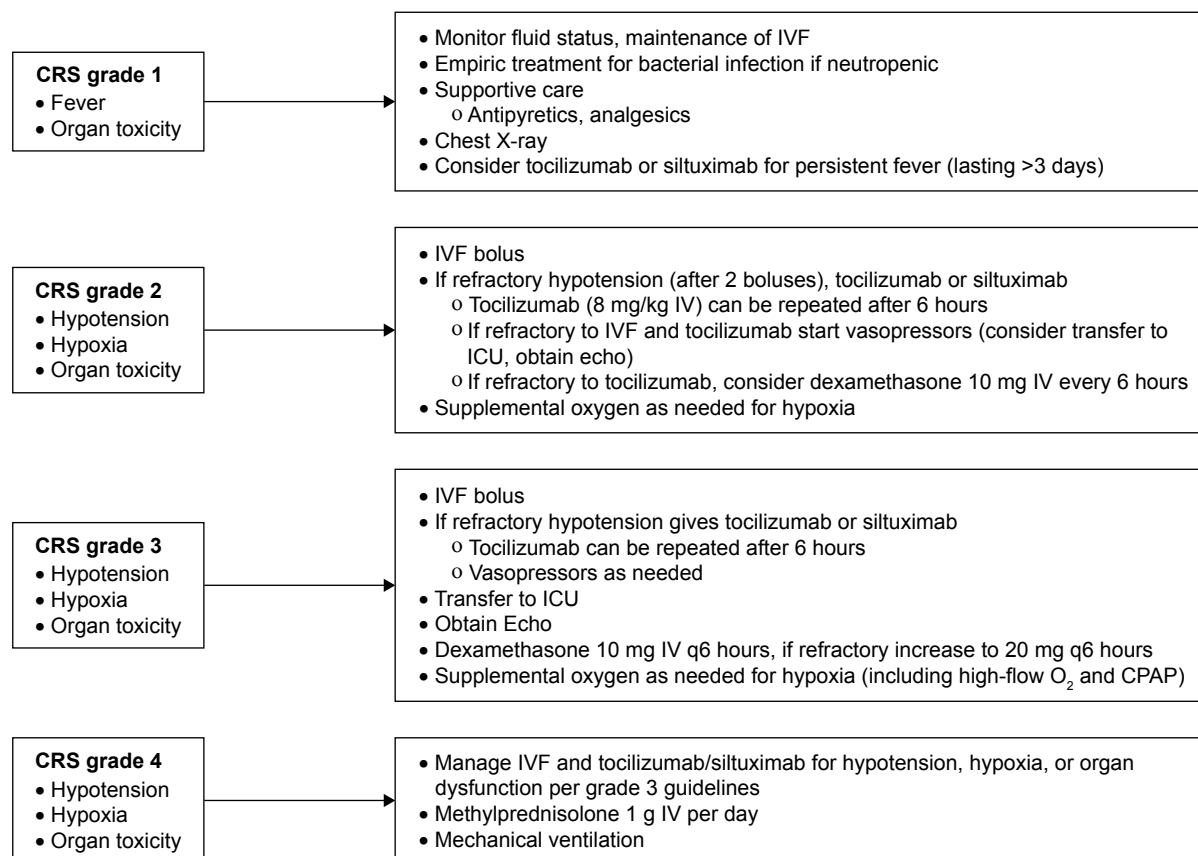 CRS grade 1
• Fever
• Organ toxicity
• Monitor fluid status, maintenance of IVF
• Empiric treatment for bacterial infection if neutropenic
• Supportive care
o Antipyretics, analgesics
• Chest X-ray
• Consider tocilizumab or siltuximab for persistent fever (lasting >3 days)
CRS grade 2
• Hypotension
• Hypoxia
• Organ toxicity
• IVF bolus
• If refractory hypotension (after 2 boluses), tocilizumab or siltuximab
o Tocilizumab (8 mg/kg IV) can be repeated after 6 hours
o If refractory to IVF and tocilizumab start vasopressors (consider transfer to
ICU, obtain echo)
o If refractory to tocilizumab, consider dexamethasone 10 mg IV every 6 hours
• Supplemental oxygen as needed for hypoxia
CRS grade 3
• Hypotension
• Hypoxia
• Organ toxicity
• IVF bolus
• If refractory hypotension gives tocilizumab or siltuximab
o Tocilizumab can be repeated after 6 hours
o Vasopressors as needed
• Transfer to ICU
• Obtain Echo
• Dexamethasone 10 mg IV q6 hours, if refractory increase to 20 mg q6 hours
• Supplemental oxygen as needed for hypoxia (including high-flow O₂ and CPAP)
CRS grade 4
• Hypotension
• Hypoxia
• Organ toxicity
• Manage IVF and tocilizumab/siltuximab for hypotension, hypoxia, or organ
dysfunction per grade 3 guidelines
• Methylprednisolone 1 g IV per day
• Mechanical ventilation